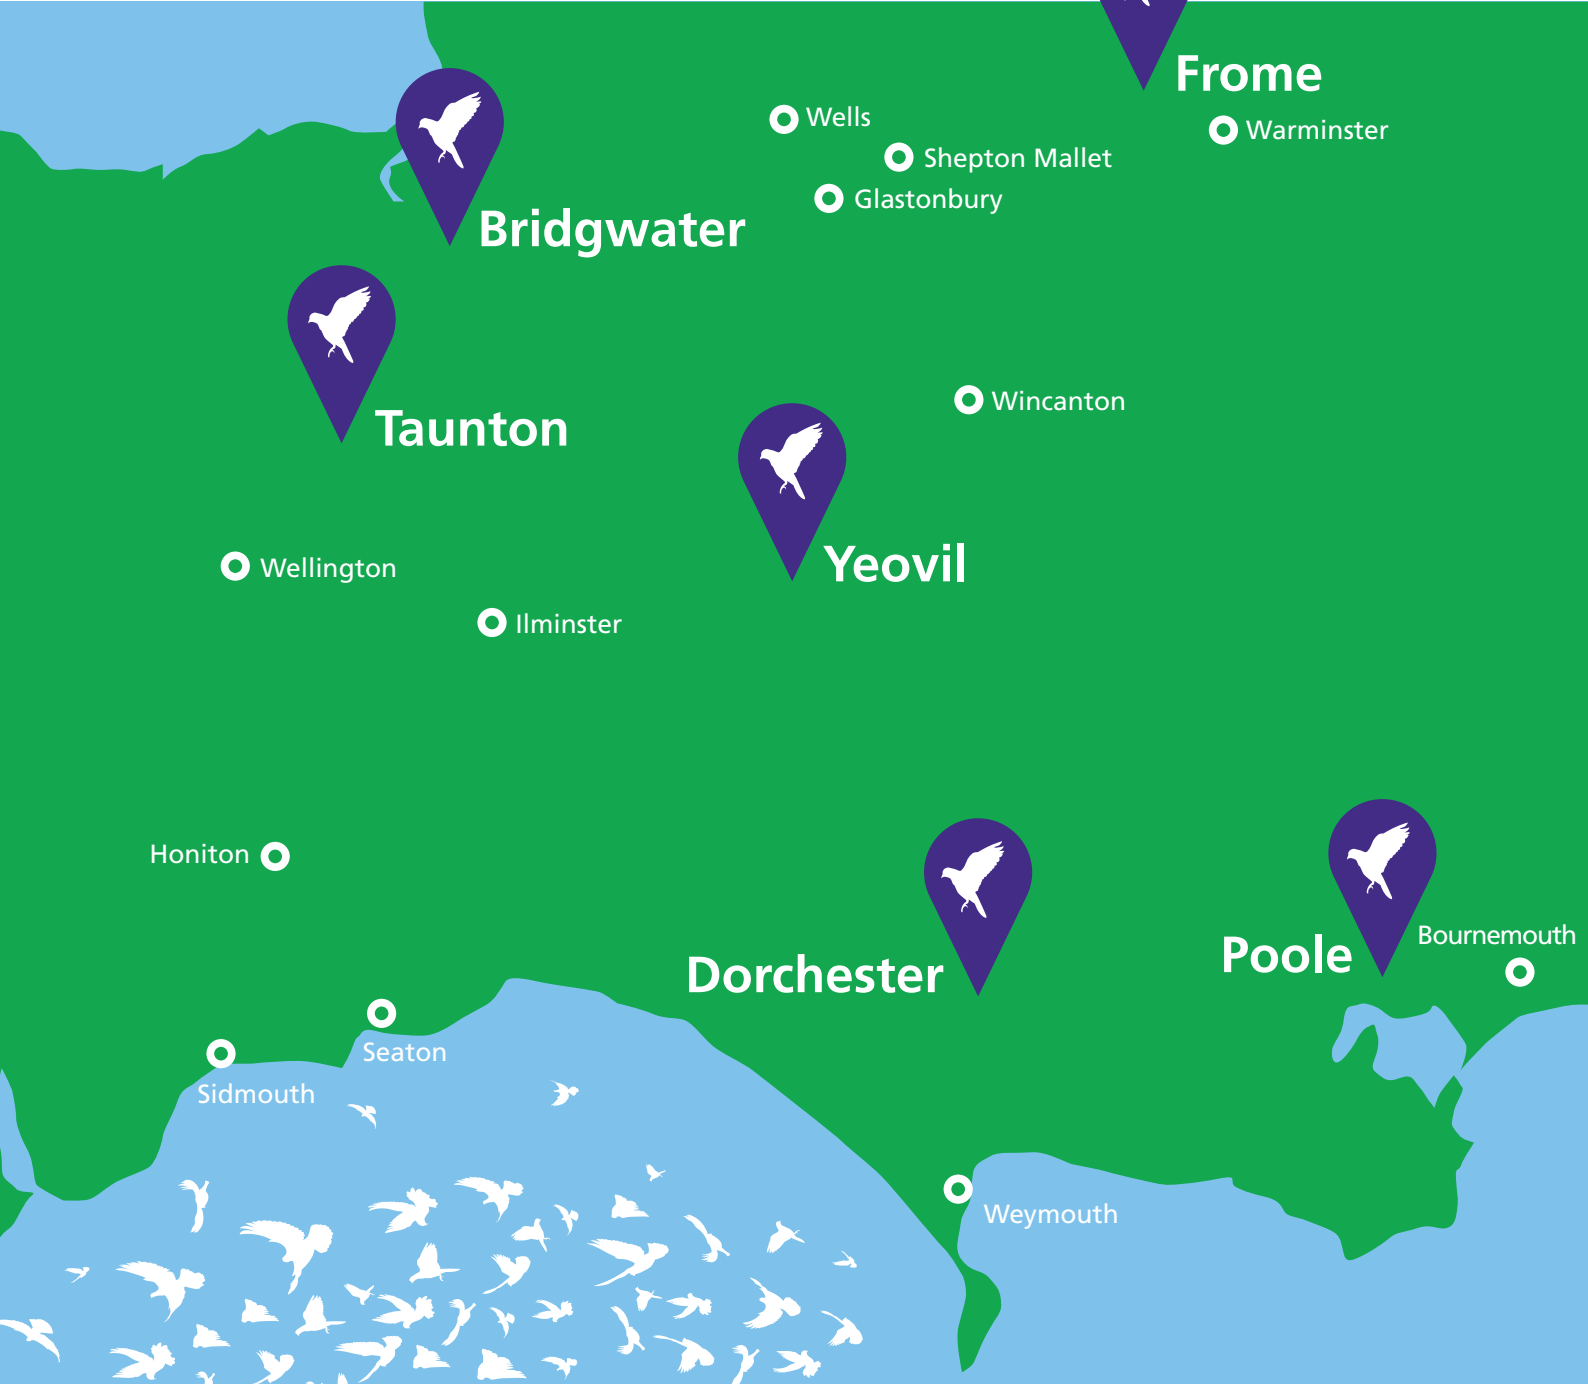 Frome
Wells
Warminster
Shepton Mallet
Glastonbury
Bridgwater
Wincanton
Taunton
Yeovil
Wellington
Ilminster
Honiton
Bournemouth
Poole
Dorchester
Seaton
Sidmouth
Weymouth